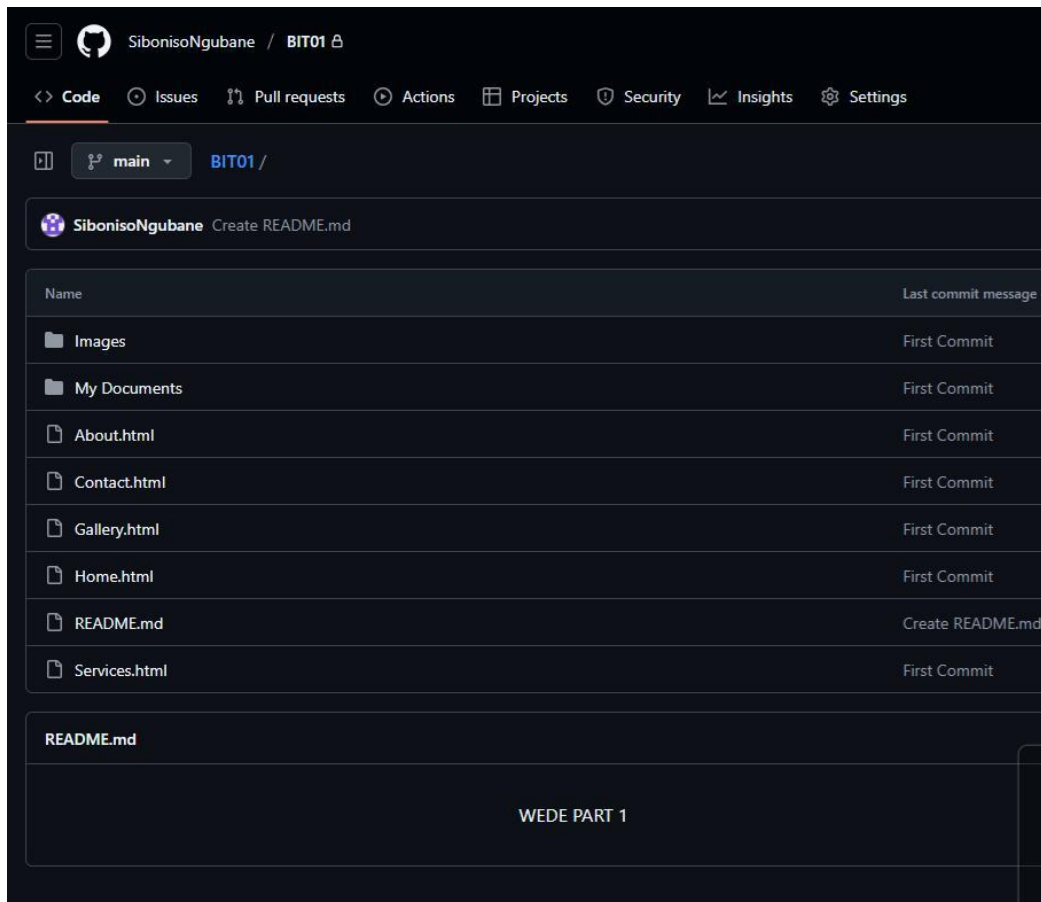 SibonisoNgubane / BIT01
Code Issues Pull requests Actions Projects Security Insights Settings
main BIT01 /
SibonisoNgubane Create README.md
Name Last commit message
Images First Commit
My Documents First Commit
About.html First Commit
Contact.html First Commit
Gallery.html First Commit
Home.html First Commit
README.md Create README.md
Services.html First Commit
README.md
WEDE PART 1